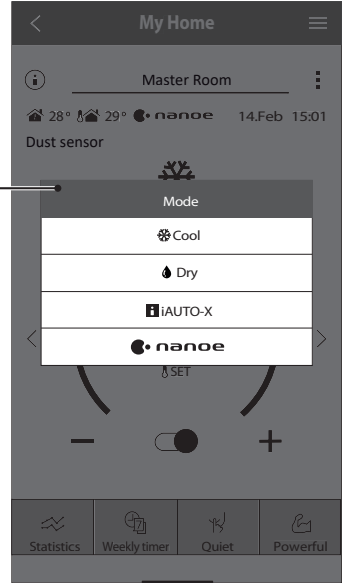 My Home
Master Room
28° 29° nanoe 14.Feb 15:01
Dust sensor
Mode
Cool
Dry
iAUTO-X
nanoe
SET
Statistics Weekly timer Quiet Powerful